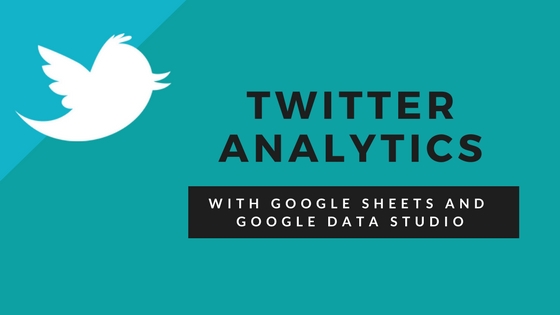 TWITTER
ANALYTICS
WITH GOOGLE SHEETS AND
GOOGLE DATA STUDIO